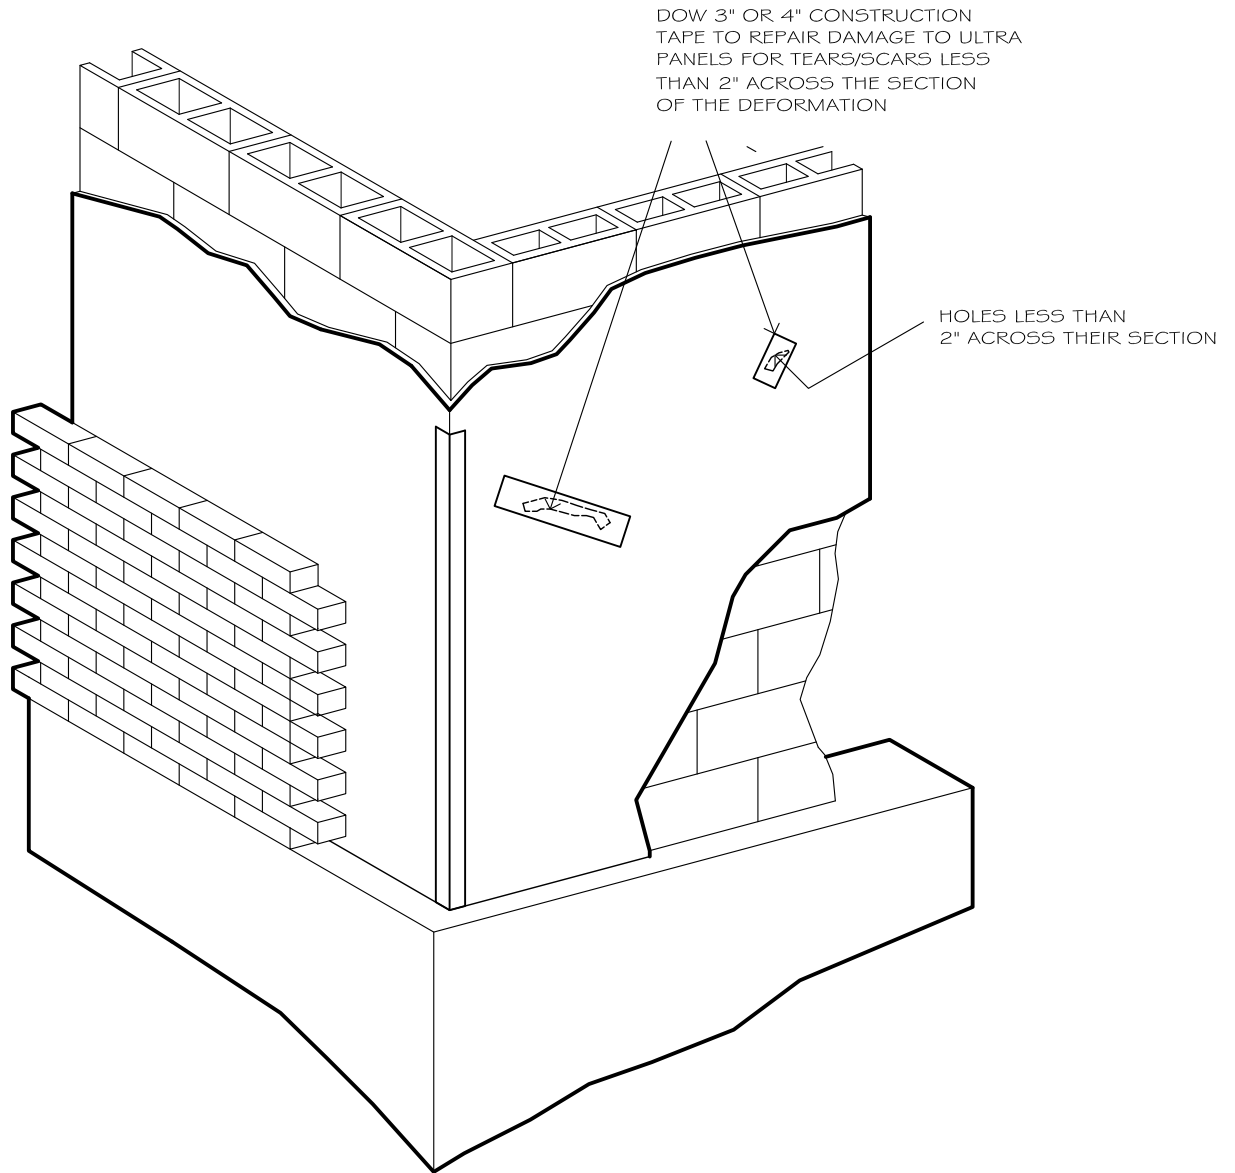 DOW 3" OR 4" CONSTRUCTION
TAPE TO REPAIR DAMAGE TO ULTRA
PANELS FOR TEARS/SCARS LESS
THAN 2" ACROSS THE SECTION
OF THE DEFORMATION
HOLES LESS THAN
2" ACROSS THEIR SECTION